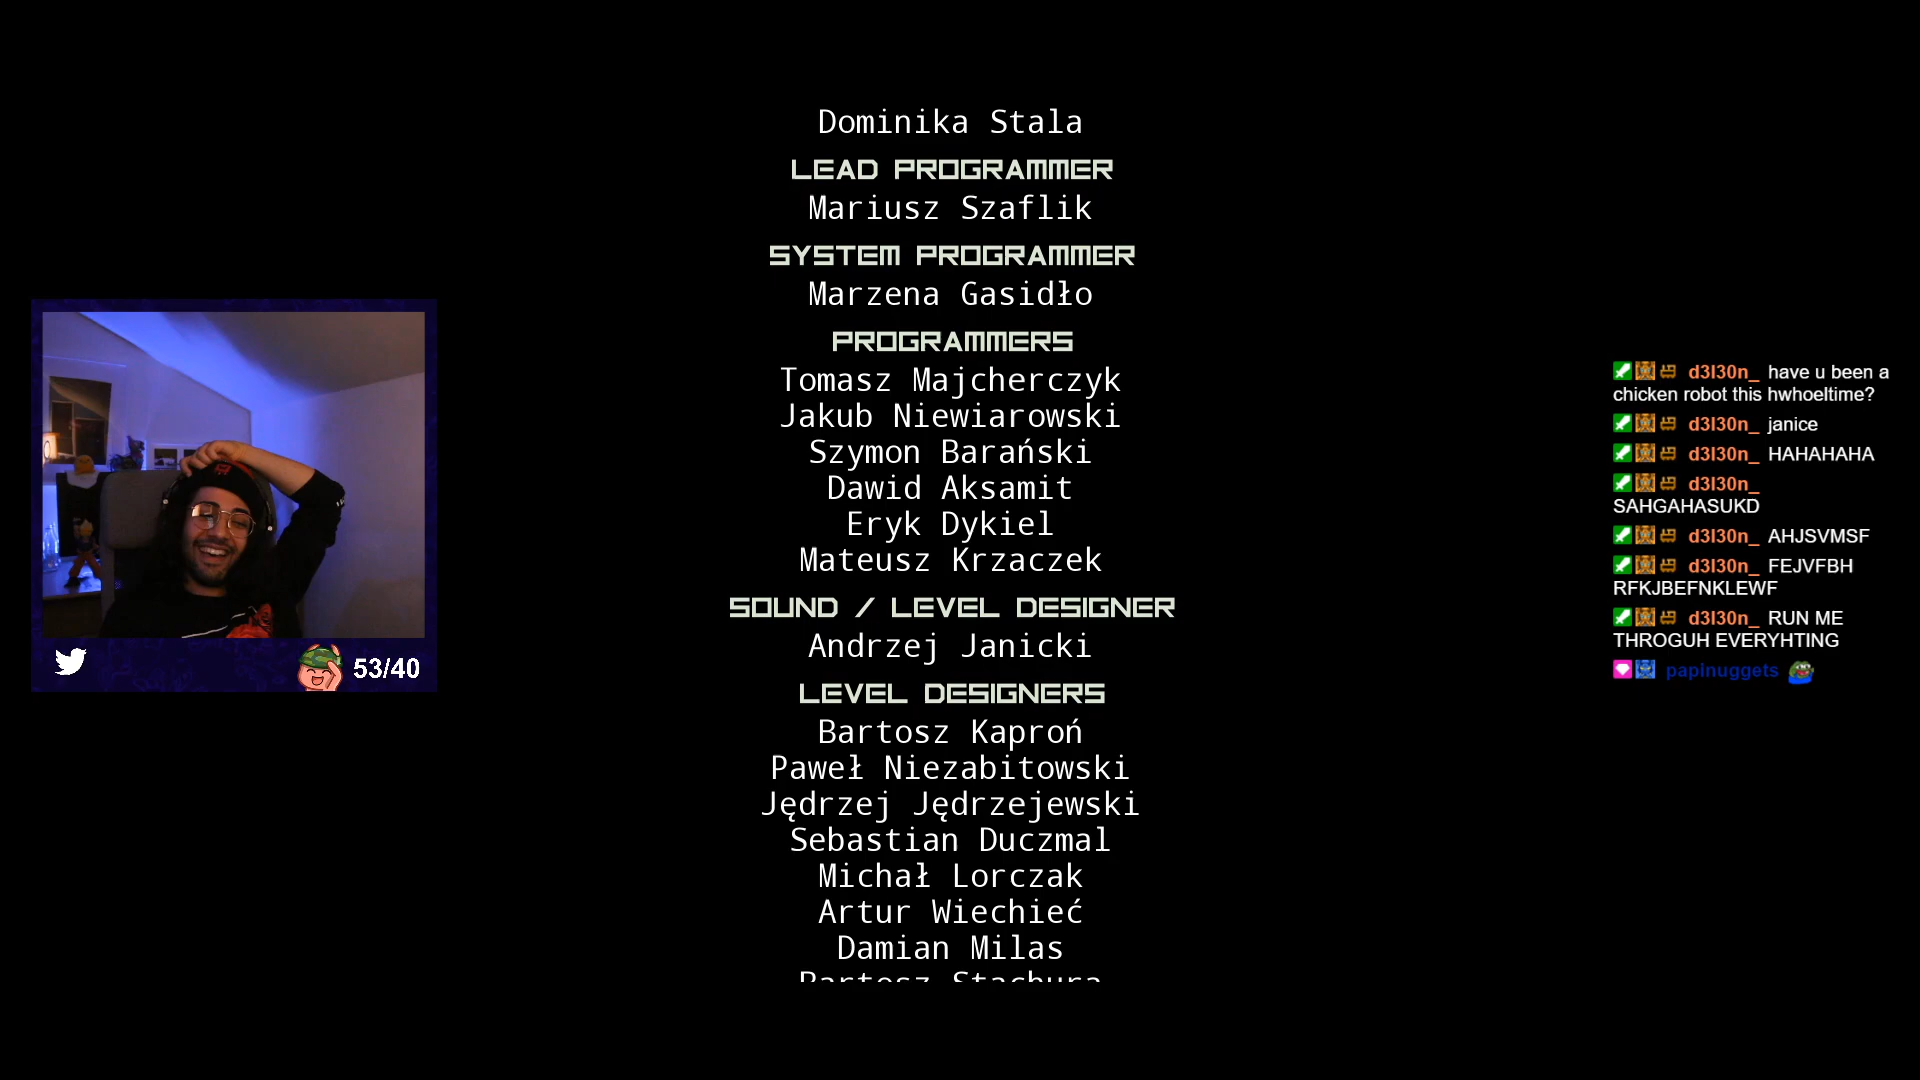 Dominika Stala
LEAD PROGRAMMER
Mariusz Szaflik
SYSTEM PROGRAMMER
Marzena Gasidło
PROGRAMMERS
Tomasz Majcherczyk
Jakub Niewiarowski
Szymon Barański
Dawid Aksamit
Eryk Dykiel
Mateusz Krzaczek
SOUND / LEVEL DESIGNER
Andrzej Janicki
LEVEL DESIGNERS
Bartosz Kaproń
Paweł Niezabitowski
Jędrzej Jędrzejewski
Sebastian Duczmal
Michał Lorczak
Artur Wiechieć
Damian Milas
Bartosz Stachura
53/40
d3l30n_ have u been a
chicken robot this hwhoeltime?
d3l30n_ janice
d3l30n_ HAHAHAHA
d3l30n_
SAHGAHASUKD
d3l30n_ AHJSVMSF
d3l30n_ FEJVFBH
RFKJBEFNKLEWF
d3l30n_ RUN ME
THROGUH EVERYHTING
papinuggets